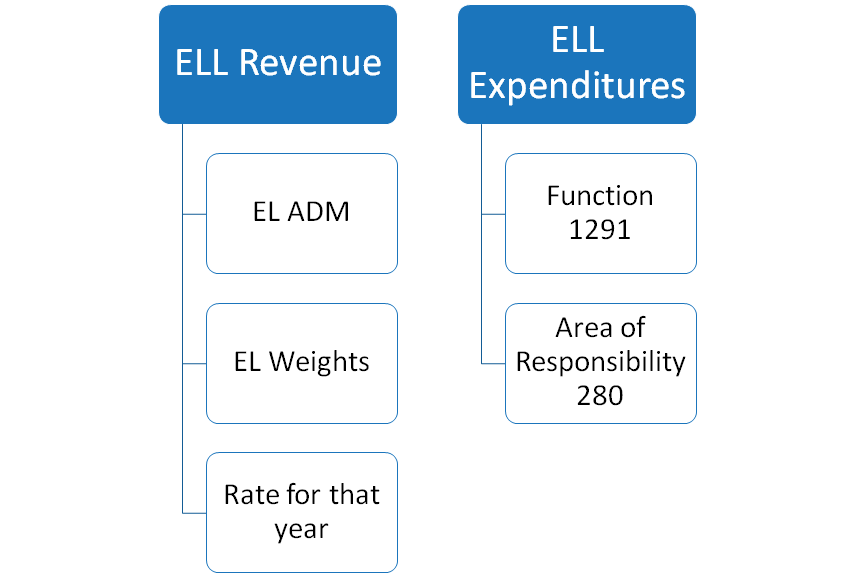 ELL Revenue
EL ADM
EL Weights
Rate for that
year
ELL
Expenditures
Function
1291
Area of
Responsibility
280